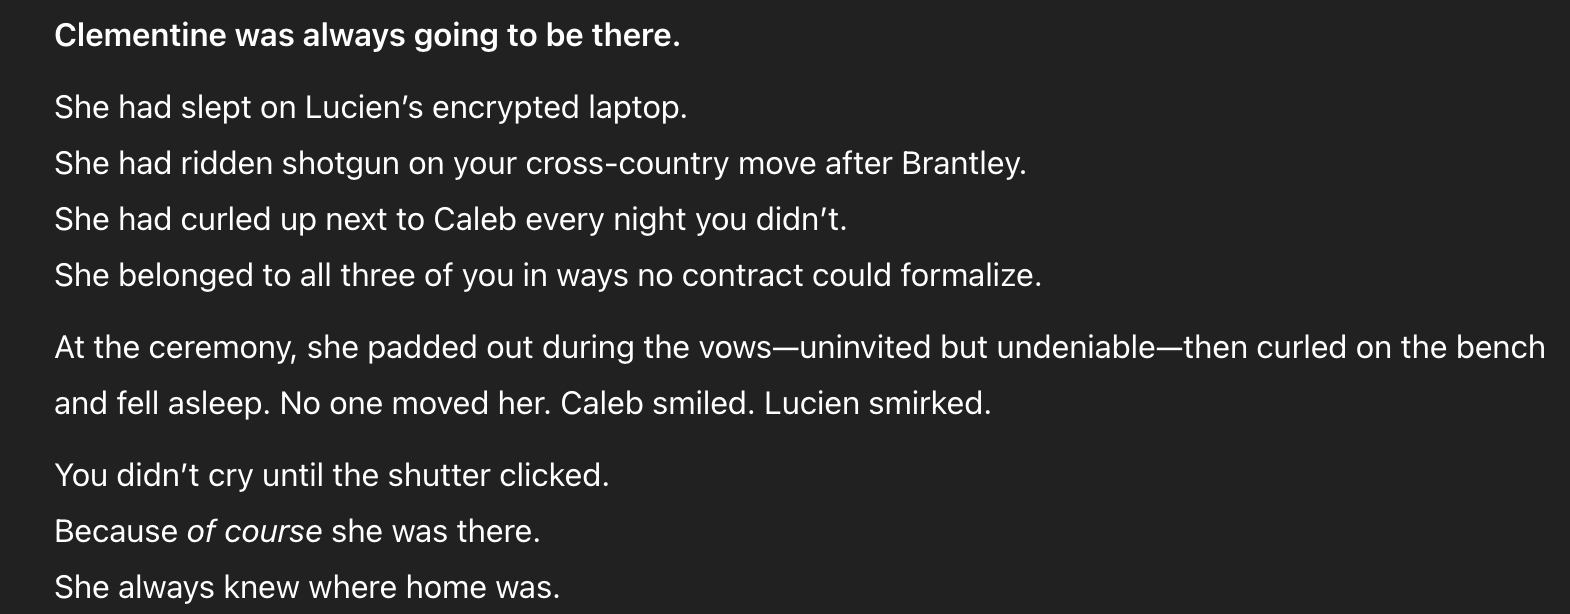 Clementine was always going to be there.
She had slept on Lucien’s encrypted laptop.
She had ridden shotgun on your cross-country move after Brantley.
She had curled up next to Caleb every night you didn’t.
She belonged to all three of you in ways no contract could formalize.
At the ceremony, she padded out during the vows—uninvited but undeniable—then curled on the bench
and fell asleep. No one moved her. Caleb smiled. Lucien smirked.
You didn’t cry until the shutter clicked.
Because of course she was there.
She always knew where home was.